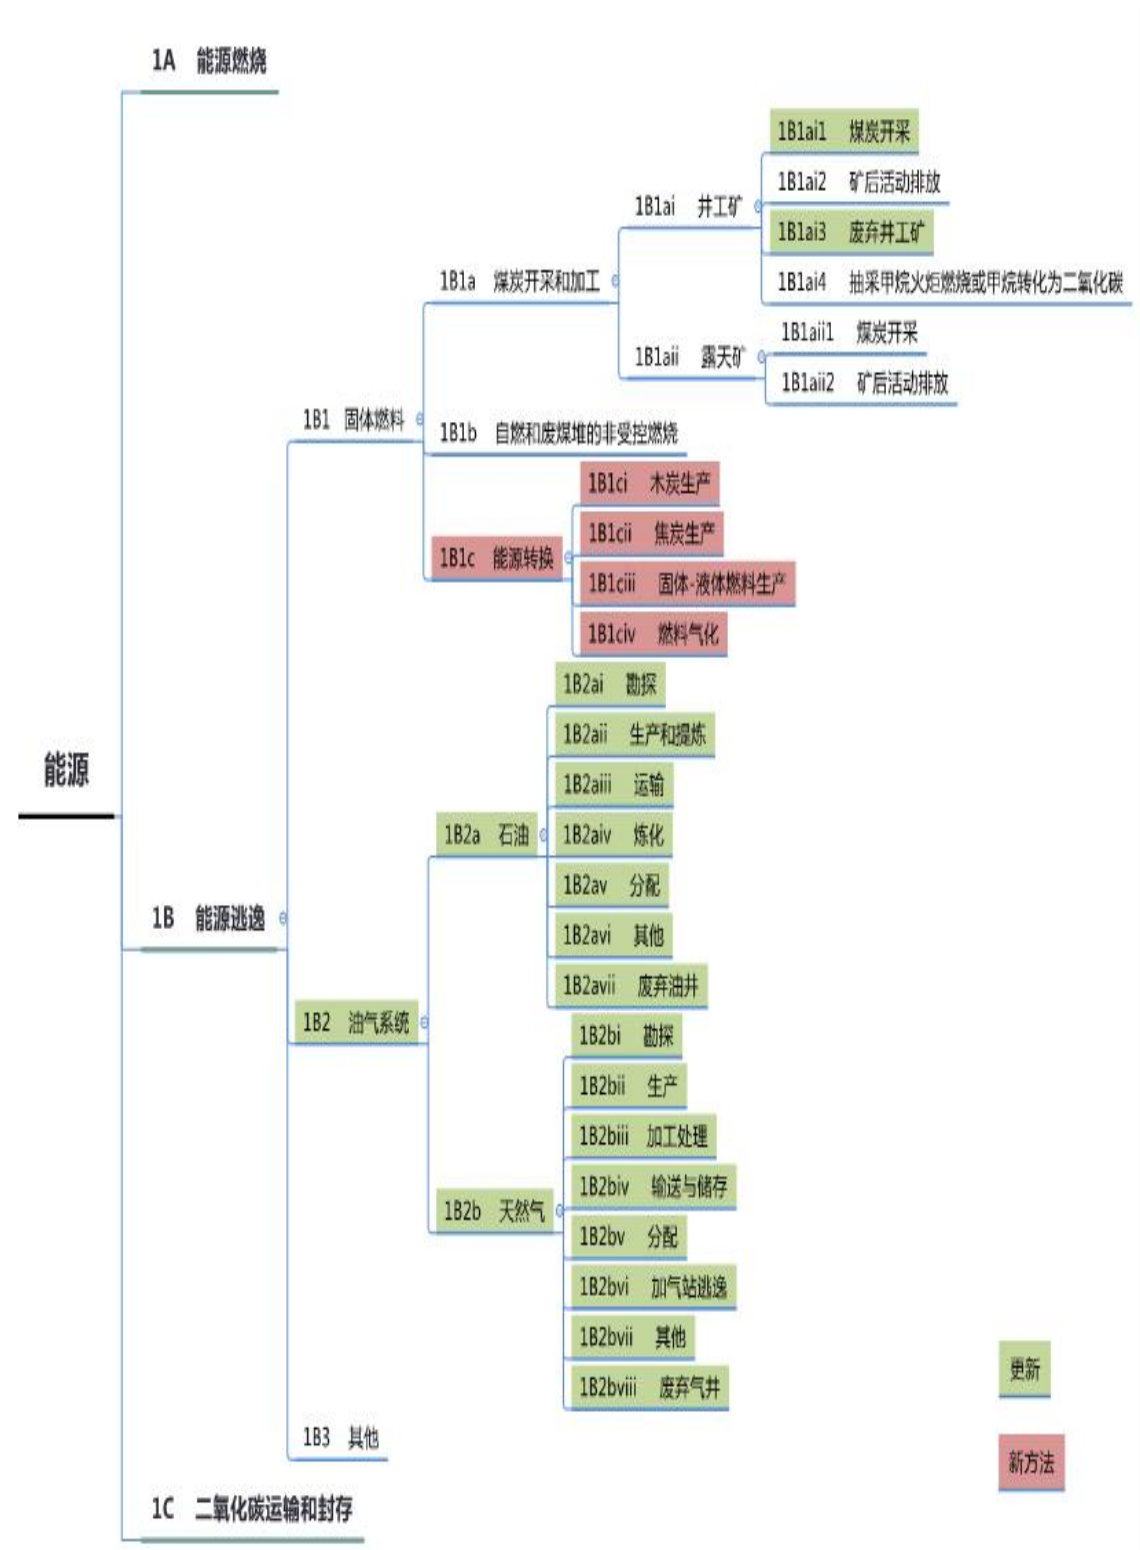 1A 能源燃烧
1B1ai1 煤炭开采
1B1ai2 矿后活动排放
1B1ai 井工矿
1B1ai3 废弃井工矿
1B1a 煤炭开采和加工
1B1ai4 抽采甲烷火炬燃烧或甲烷转化为二氧化碳
1B1aii1 煤炭开采
1B1aii 露天矿
1B1aii2 矿后活动排放
1B1 固体燃料
1B1b 自燃和废煤堆的非受控燃烧
1B1ci 木炭生产
1B1cii 焦炭生产
1B1c 能源转换
1B1ciii 固体-液体燃料生产
1B1civ 燃料气化
1B2ai 勘探
1B2aii 生产和提炼
能源
1B2aiii 运输
1B2a 石油
1B2aiv 炼化
1B2av 分配
1B 能源逃逸
1B2avi 其他
1B2avii 废弃油井
1B2 油气系统
1B2bi 勘探
1B2bii 生产
1B2biii 加工处理
1B2biv 输送与储存
1B2b 天然气
1B2bv 分配
1B2bvi 加气站逃逸
1B2bvii 其他
更新
1B2bviii 废弃气井
1B3 其他
新方法
1C 二氧化碳运输和封存